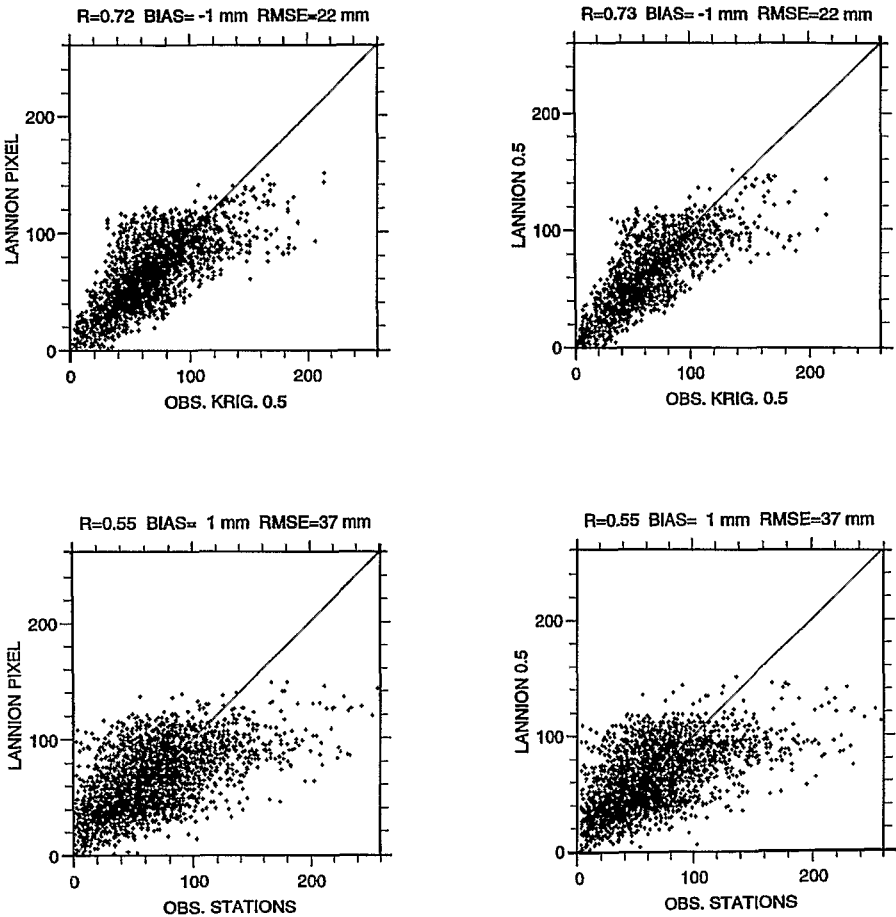 R=0.72 BIAS= -1 mm RMSE=22 mm
LANNION PIXEL
200
100
0
0 100 200
OBS. KRIG. 0.5
R=0.73 BIAS= -1 mm RMSE=22 mm
LANNION 0.5
200
100
0
0 100 200
OBS. KRIG. 0.5
R=0.55 BIAS= 1 mm RMSE=37 mm
LANNION PIXEL
200
100
0
0 100 200
OBS. STATIONS
R=0.55 BIAS= 1 mm RMSE=37 mm
LANNION 0.5
200
100
0
0 100 200
OBS. STATIONS